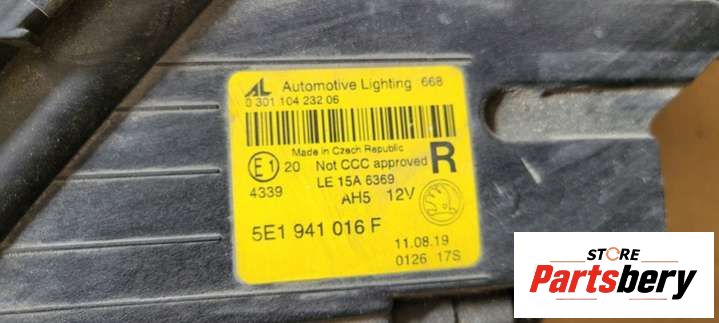 AL Automotive Lighting 668
0 301 104 232 06
Made in Czech Republic
E1 20 Not CCC approved R
4339 LE 15A 6369
AH5 12V
5E1 941 016 F
11.08.19
0126 17S
STORE
Partsbery